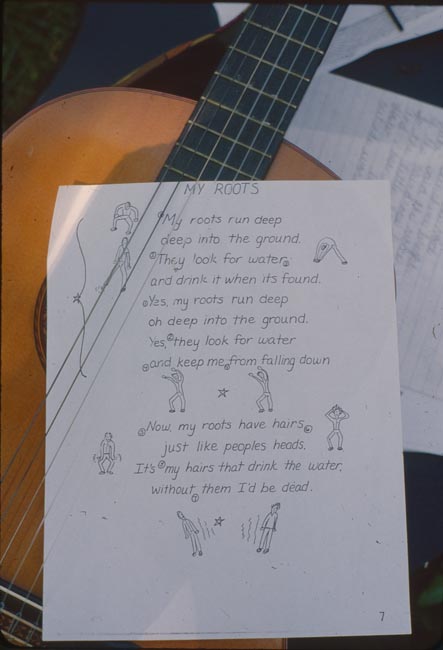 MY ROOTS
My roots run deep
deep into the ground.
They look for water,
and drink it when its found.
Yes, my roots run deep
oh deep into the ground.
Yes, they look for water
and keep me from falling down
Now, my roots have hairs
just like peoples heads.
It's my hairs that drink the water,
without them I'd be dead.
7